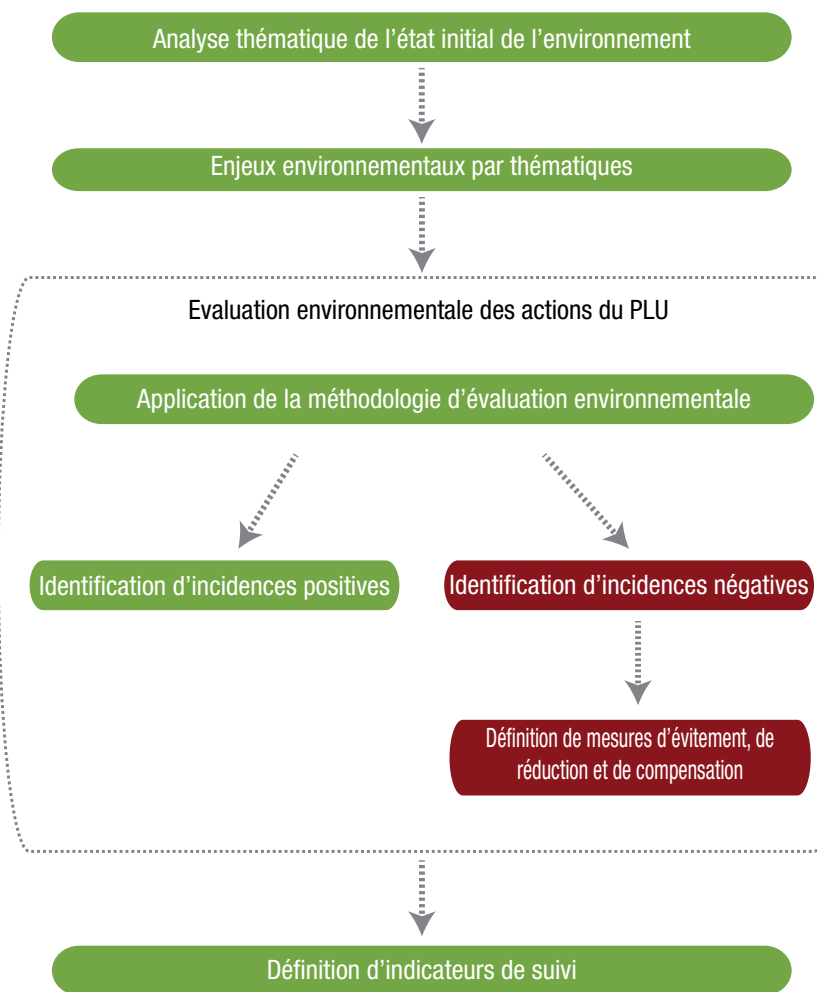 Analyse thématique de l’état initial de l’environnement
Enjeux environnementaux par thématiques
Evaluation environnementale des actions du PLU
Application de la méthodologie d’évaluation environnementale
Identification d’incidences positives
Identification d’incidences négatives
Définition de mesures d’évitement, de
réduction et de compensation
Définition d’indicateurs de suivi